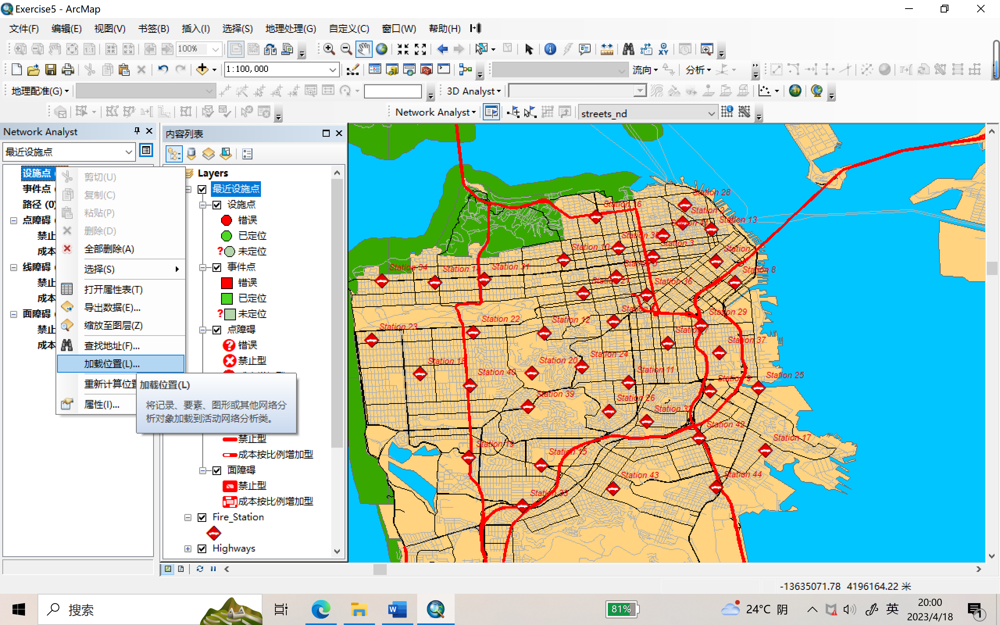 Exercise5 - ArcMap
文件(F) 编辑(E) 视图(V) 书签(B) 插入(I) 选择(S) 地理处理(G) 自定义(C) 窗口(W) 帮助(H)
100%
1:100,000
流向
分析
地理配准(G)
3D Analyst
Network Analyst
streets_nd
Network Analyst
最近设施点
设施点
事件点
路径 (0)
点障碍
禁止
成本
线障碍
禁止
成本
面障碍
禁止
成本
剪切(U)
复制(C)
粘贴(P)
删除(D)
全部删除(A)
选择(S)
打开属性表(T)
导出数据(E)...
缩放至图层(Z)
查找地址(F)...
加载位置(L)...
重新计算位置
属性(I)...
加载位置(L)
将记录、要素、图形或其他网络分
析对象加载到活动网络分析类。
内容列表
Layers
最近设施点
设施点
错误
已定位
未定位
事件点
错误
已定位
未定位
点障碍
错误
禁止型
禁止型
成本按比例增加型
面障碍
禁止型
成本按比例增加型
Fire_Station
Highways
Station 28
Station 16
Station 2
Station 13
Station 41
Station 3
Station 10
Station
Station 34
Station 31
Station 8
Station 21
Station 36
Station 29
Station 22
Station 12
Station 23
Station 37
Station 24
Station 20
Station 18
Station 11
Station 40
Station 25
Station 9
Station 39
Station 26
Station 42
Station 17
Station 19
Station 15
Station 43
Station 44
Station 33
-13635071.78 4196164.22 米
搜索
81%
24°C 阴
英
20:00
2023/4/18
1